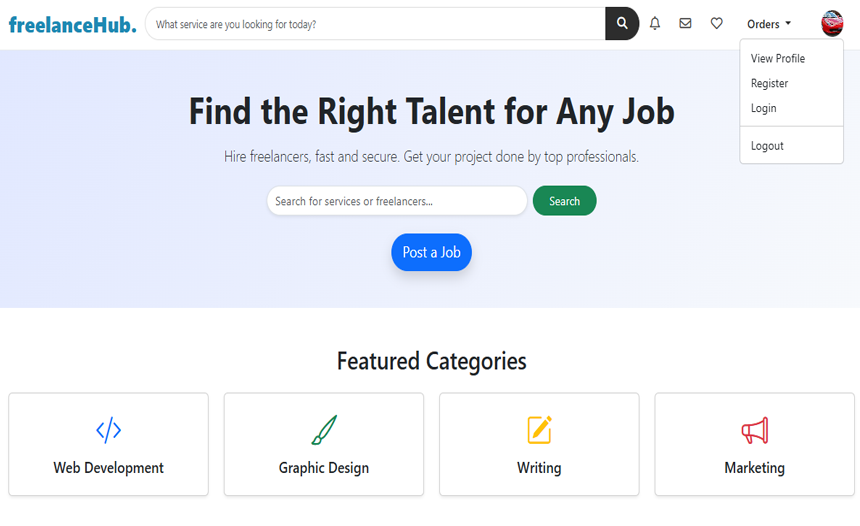 freelanceHub.
What service are you looking for today?
Orders
View Profile
Register
Login
Logout
Find the Right Talent for Any Job
Hire freelancers, fast and secure. Get your project done by top professionals.
Search for services or freelancers...
Search
Post a Job
Featured Categories
Web Development
Graphic Design
Writing
Marketing